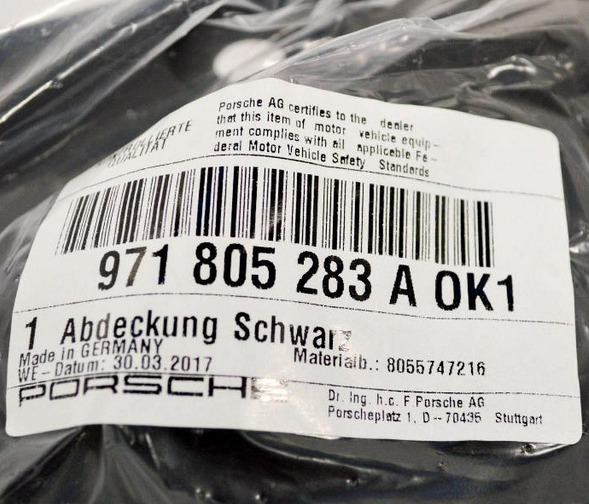 Porsche AG certifies to the dealer
that this item of motor vehicle equip-
ment complies with all applicable Fe-
deral Motor Vehicle Safety Standards
QUALITÄT
971 805 283 A OK1
1 Abdeckung Schwarz
Made in GERMANY
Materialb.: 8055747216
WE-Datum: 30.03.2017
PORSCHE
Dr. Ing. h.c. F Porsche AG
Porscheplatz 1, D--70435 Stuttgart